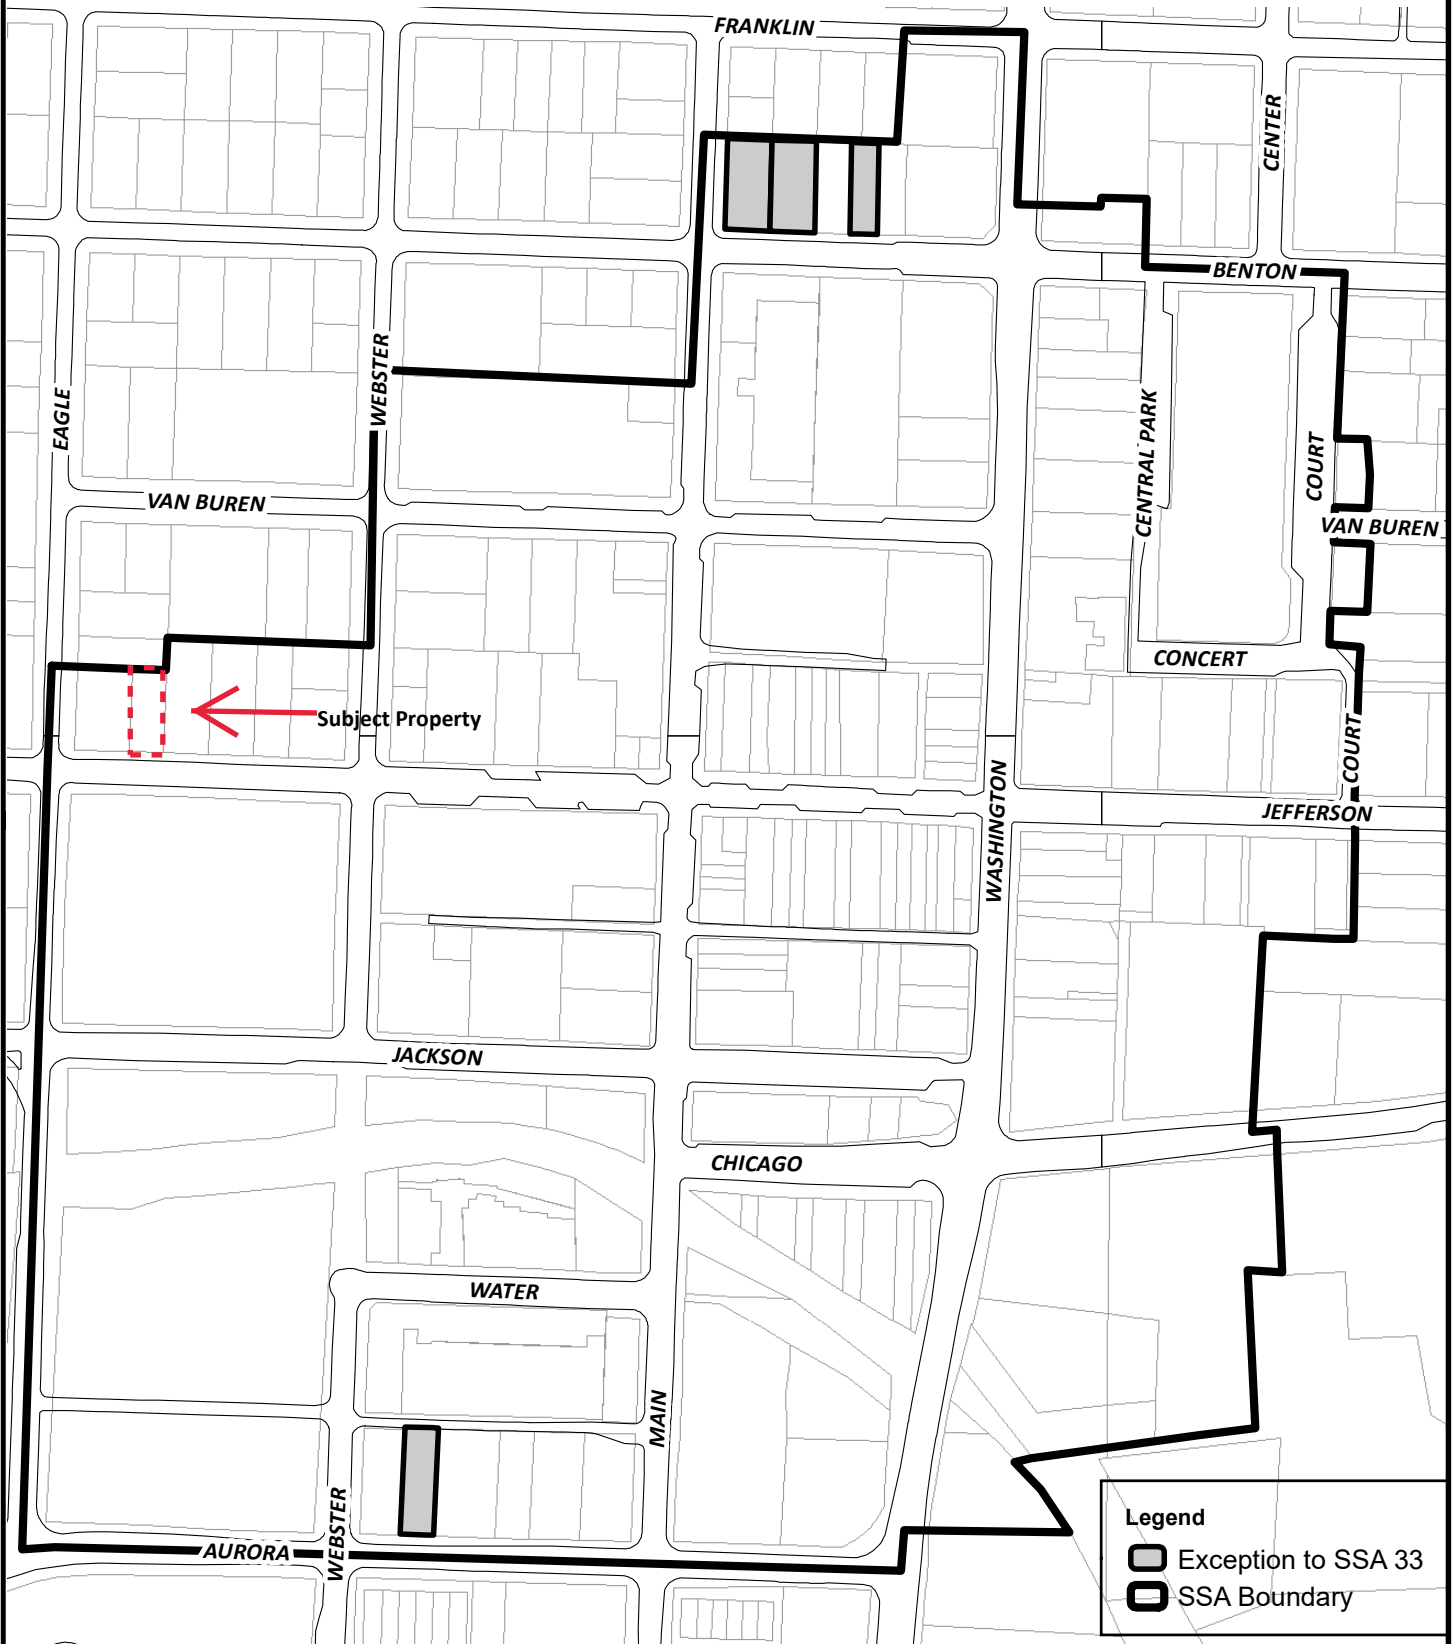 FRANKLIN
CENTER
BENTON
WEBSTER
EAGLE
CENTRAL PARK
COURT
VAN BUREN
VAN BUREN
CONCERT
Subject Property
COURT
WASHINGTON
JEFFERSON
JACKSON
CHICAGO
WATER
MAIN
WEBSTER
AURORA
Legend
Exception to SSA 33
SSA Boundary